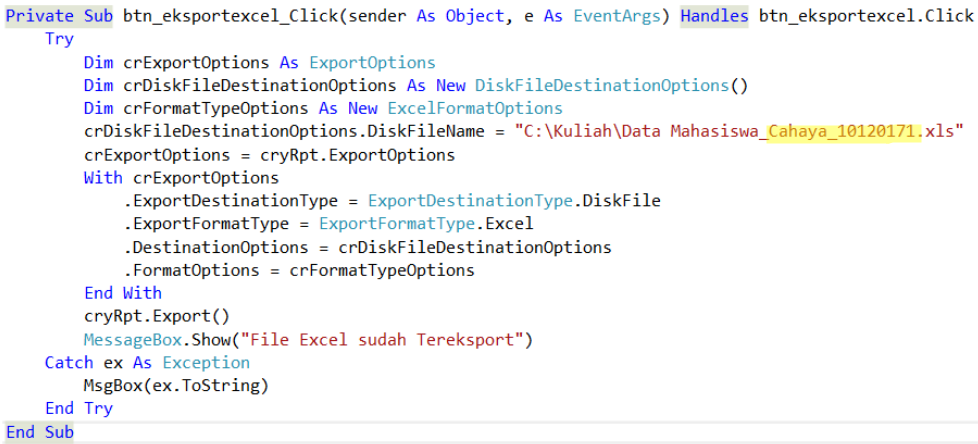 Private Sub btn_eksportexcel_Click(sender As Object, e As EventArgs) Handles btn_eksportexcel.Click
    Try
        Dim crExportOptions As ExportOptions
        Dim crDiskFileDestinationOptions As New DiskFileDestinationOptions()
        Dim crFormatTypeOptions As New ExcelFormatOptions
        crDiskFileDestinationOptions.DiskFileName = "C:\Kuliah\Data Mahasiswa_Cahaya_10120171.xls"
        crExportOptions = cryRpt.ExportOptions
        With crExportOptions
            .ExportDestinationType = ExportDestinationType.DiskFile
            .ExportFormatType = ExportFormatType.Excel
            .DestinationOptions = crDiskFileDestinationOptions
            .FormatOptions = crFormatTypeOptions
        End With
        cryRpt.Export()
        MessageBox.Show("File Excel sudah Tereksport")
    Catch ex As Exception
        MsgBox(ex.ToString)
    End Try
End Sub